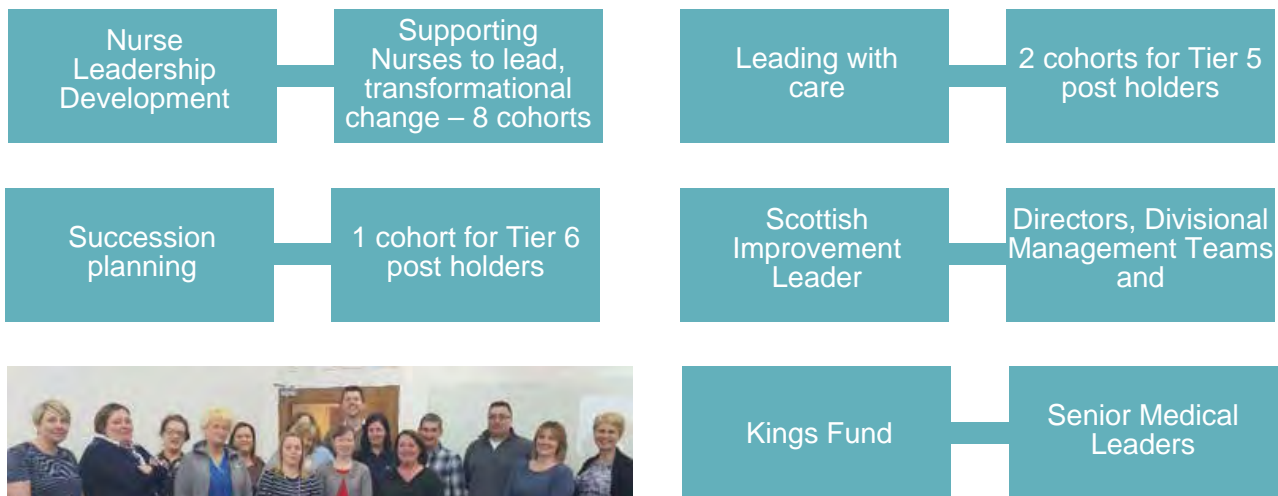 Nurse
Leadership
Development
Supporting
Nurses to lead,
transformational
change – 8 cohorts
Leading with
care
2 cohorts for Tier 5
post holders
Succession
planning
1 cohort for Tier 6
post holders
Scottish
Improvement
Leader
Directors, Divisional
Management Teams
and
Kings Fund
Senior Medical
Leaders